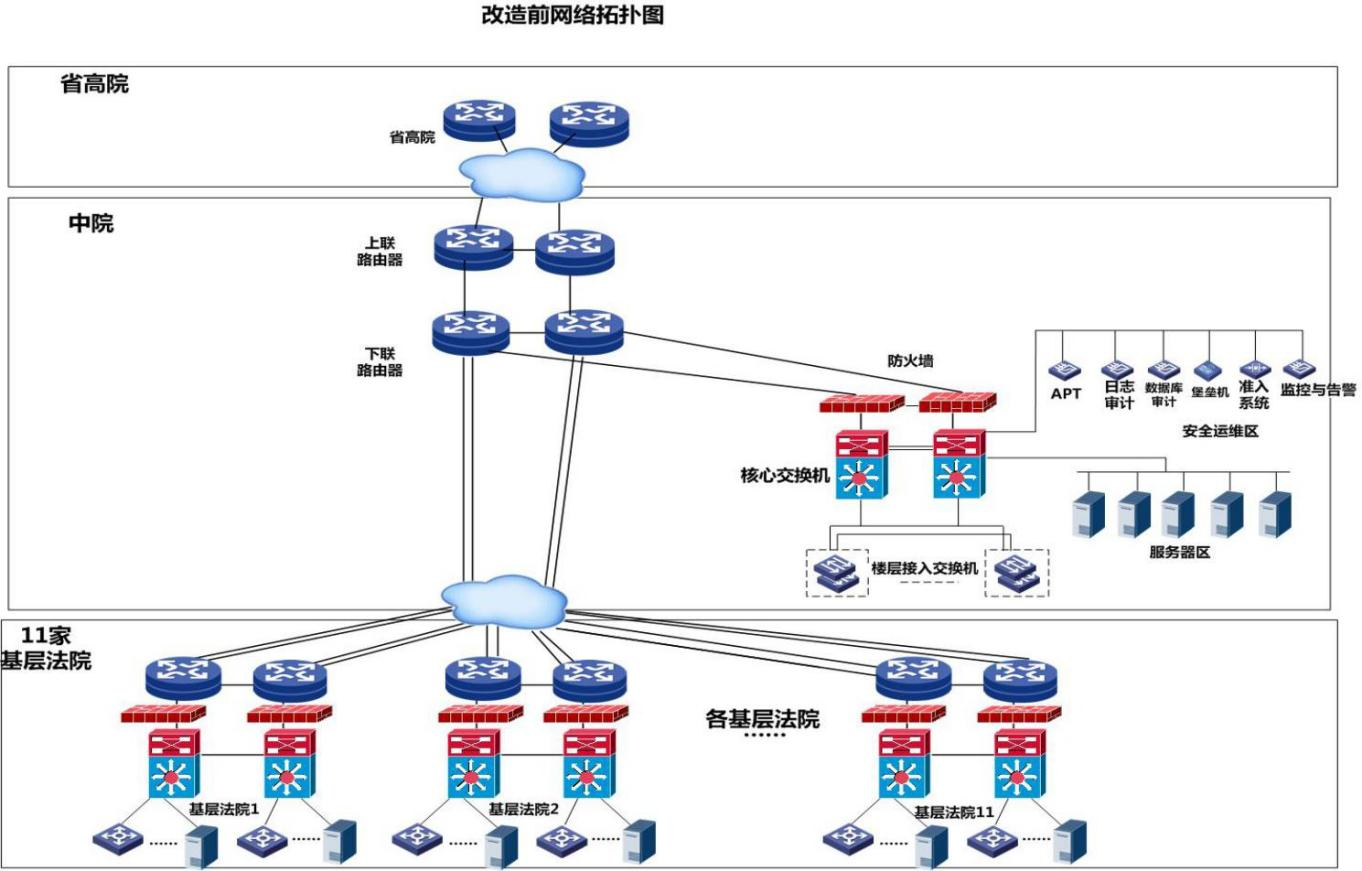 改造前网络拓扑图
省高院
省高院
中院
上联
路由器
下联
路由器
防火墙
APT
日志
审计
数据库
审计
堡垒机
准入
系统
监控与告警
安全运维区
核心交换机
服务器区
楼层接入交换机
11家
基层法院
各基层法院
……
基层法院1
基层法院2
基层法院11
……
……
……
……
……
……